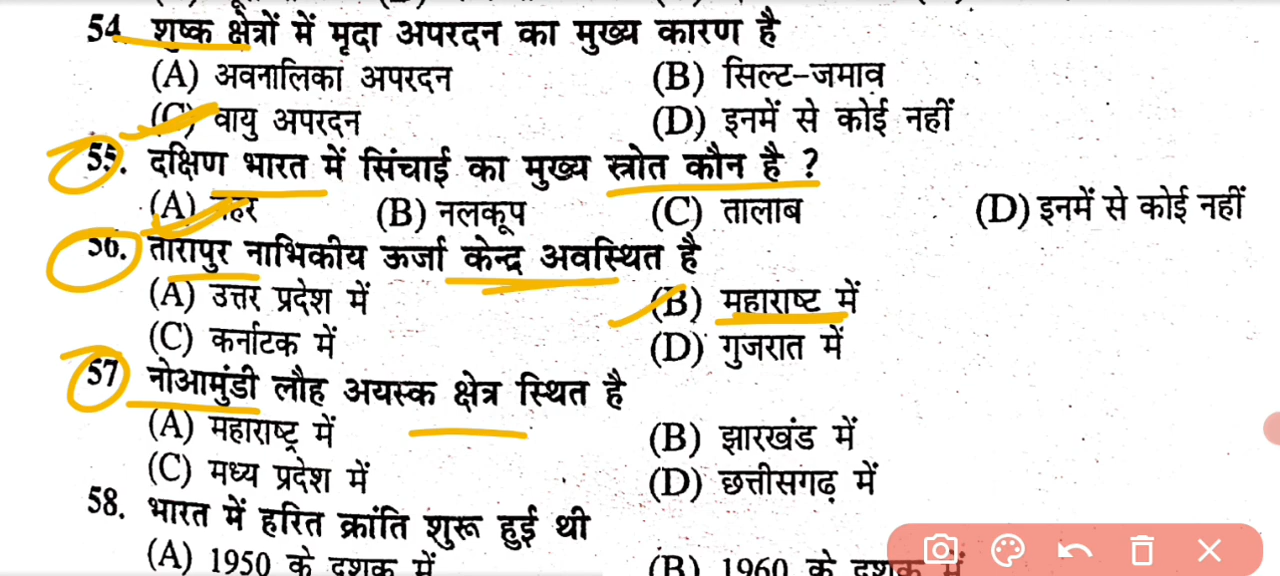 54. शुष्क क्षेत्रों में मृदा अपरदन का मुख्य कारण है
(A) अवनालिका अपरदन (B) सिल्ट-जमाव
(C) वायु अपरदन (D) इनमें से कोई नहीं
55. दक्षिण भारत में सिंचाई का मुख्य स्त्रोत कौन है ?
(A) नहर (B) नलकूप (C) तालाब (D) इनमें से कोई नहीं
56. तारापुर नाभिकीय ऊर्जा केन्द्र अवस्थित है
(A) उत्तर प्रदेश में (B) महाराष्ट में
(C) कर्नाटक में (D) गुजरात में
57 नोआमुंडी लौह अयस्क क्षेत्र स्थित है
(A) महाराष्ट्र में (B) झारखंड में
(C) मध्य प्रदेश में (D) छत्तीसगढ़ में
58. भारत में हरित क्रांति शुरू हुई थी
(A) 1950 के दशक में (B) 1960 के दशक में